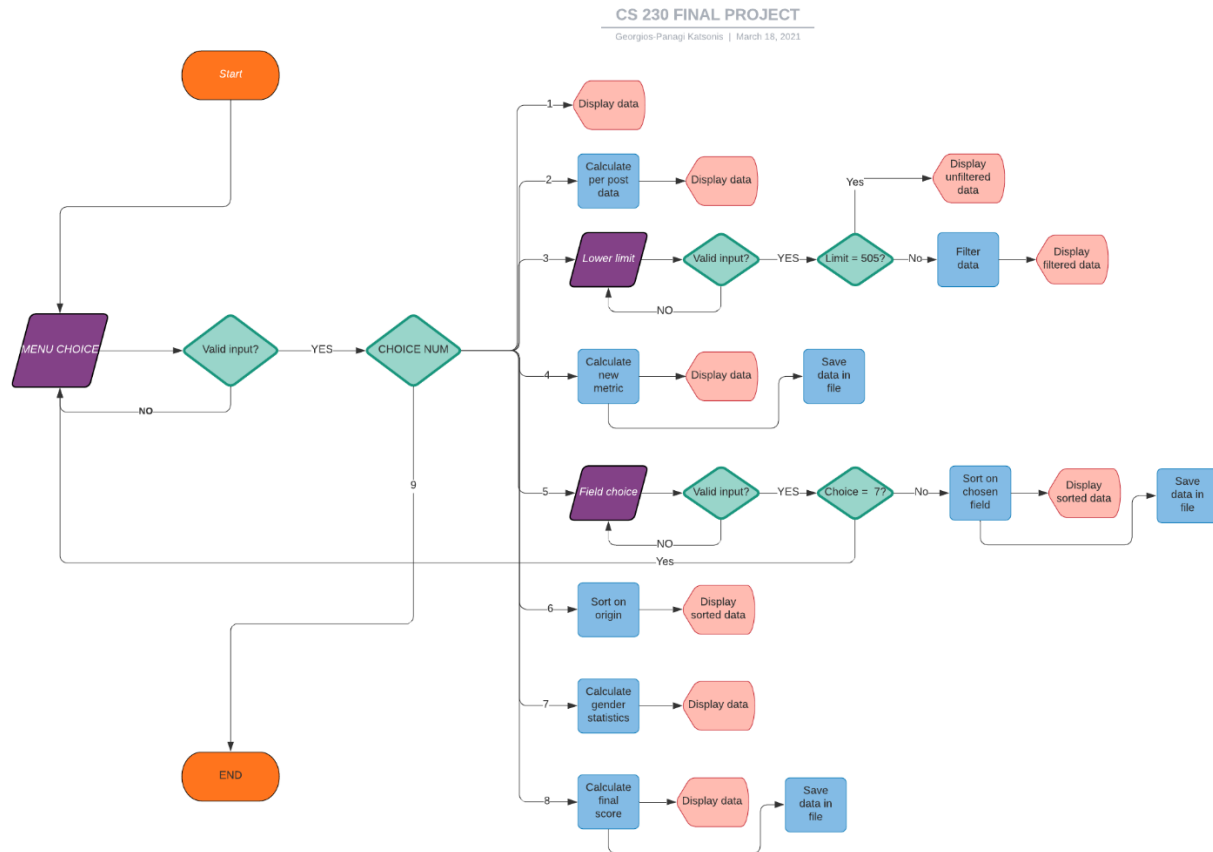 CS 230 FINAL PROJECT
Georgios-Panagi Katsonis | March 18, 2021
Start
MENU CHOICE
Valid input?
YES
NO
CHOICE NUM
9
END
1
Display data
2
Calculate
per post
data
Display data
3
Lower limit
Valid input?
NO
YES
Limit = 505?
Yes
Display
unfiltered
data
No
Filter
data
Display
filtered data
4
Calculate
new
metric
Display data
Save
data in
file
5
Field choice
Valid input?
NO
YES
Choice = 7?
Yes
No
Sort on
chosen
field
Display
sorted data
Save
data in
file
6
Sort on
origin
Display
sorted data
7
Calculate
gender
statistics
Display data
8
Calculate
final
score
Display data
Save
data in
file